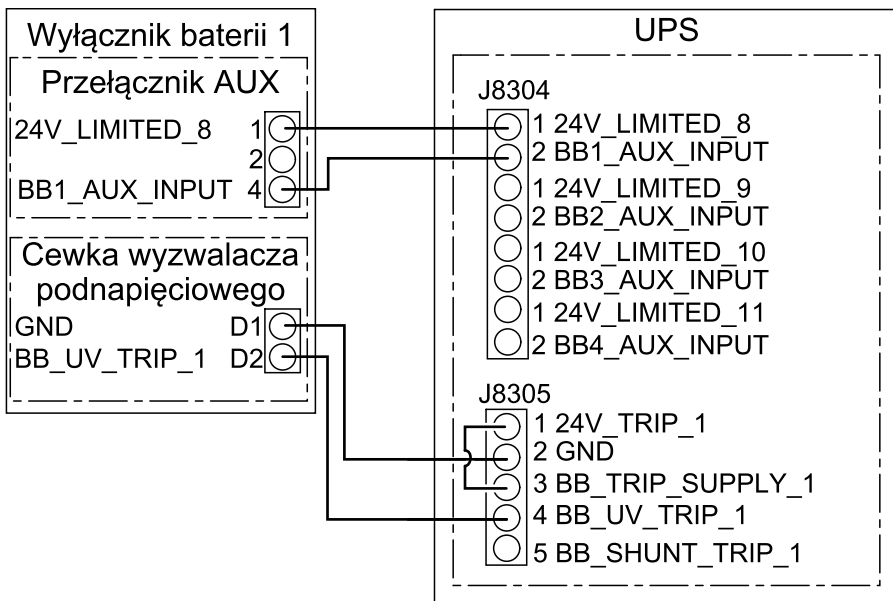 Wyłącznik baterii 1
Przełącznik AUX
24V_LIMITED_8 1
2
BB1_AUX_INPUT 4
Cewka wyzwalacza
podnapięciowego
GND D1
BB_UV_TRIP_1 D2
UPS
J8304
1 24V_LIMITED_8
2 BB1_AUX_INPUT
1 24V_LIMITED_9
2 BB2_AUX_INPUT
1 24V_LIMITED_10
2 BB3_AUX_INPUT
1 24V_LIMITED_11
2 BB4_AUX_INPUT
J8305
1 24V_TRIP_1
2 GND
3 BB_TRIP_SUPPLY_1
4 BB_UV_TRIP_1
5 BB_SHUNT_TRIP_1